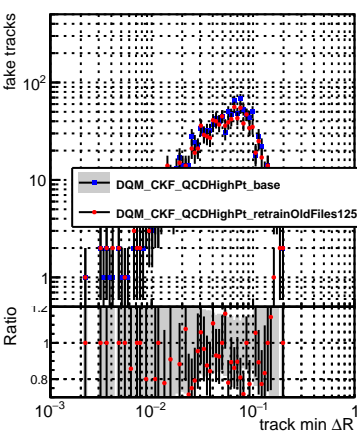 fake tracks
10²
10
1
DQM_CKF_QCDHighPt_base
DQM_CKF_QCDHighPt_retrainOldFiles125
Ratio
1.2
1
0.8
10⁻³ 10⁻² 10⁻¹ 1
track min ΔR